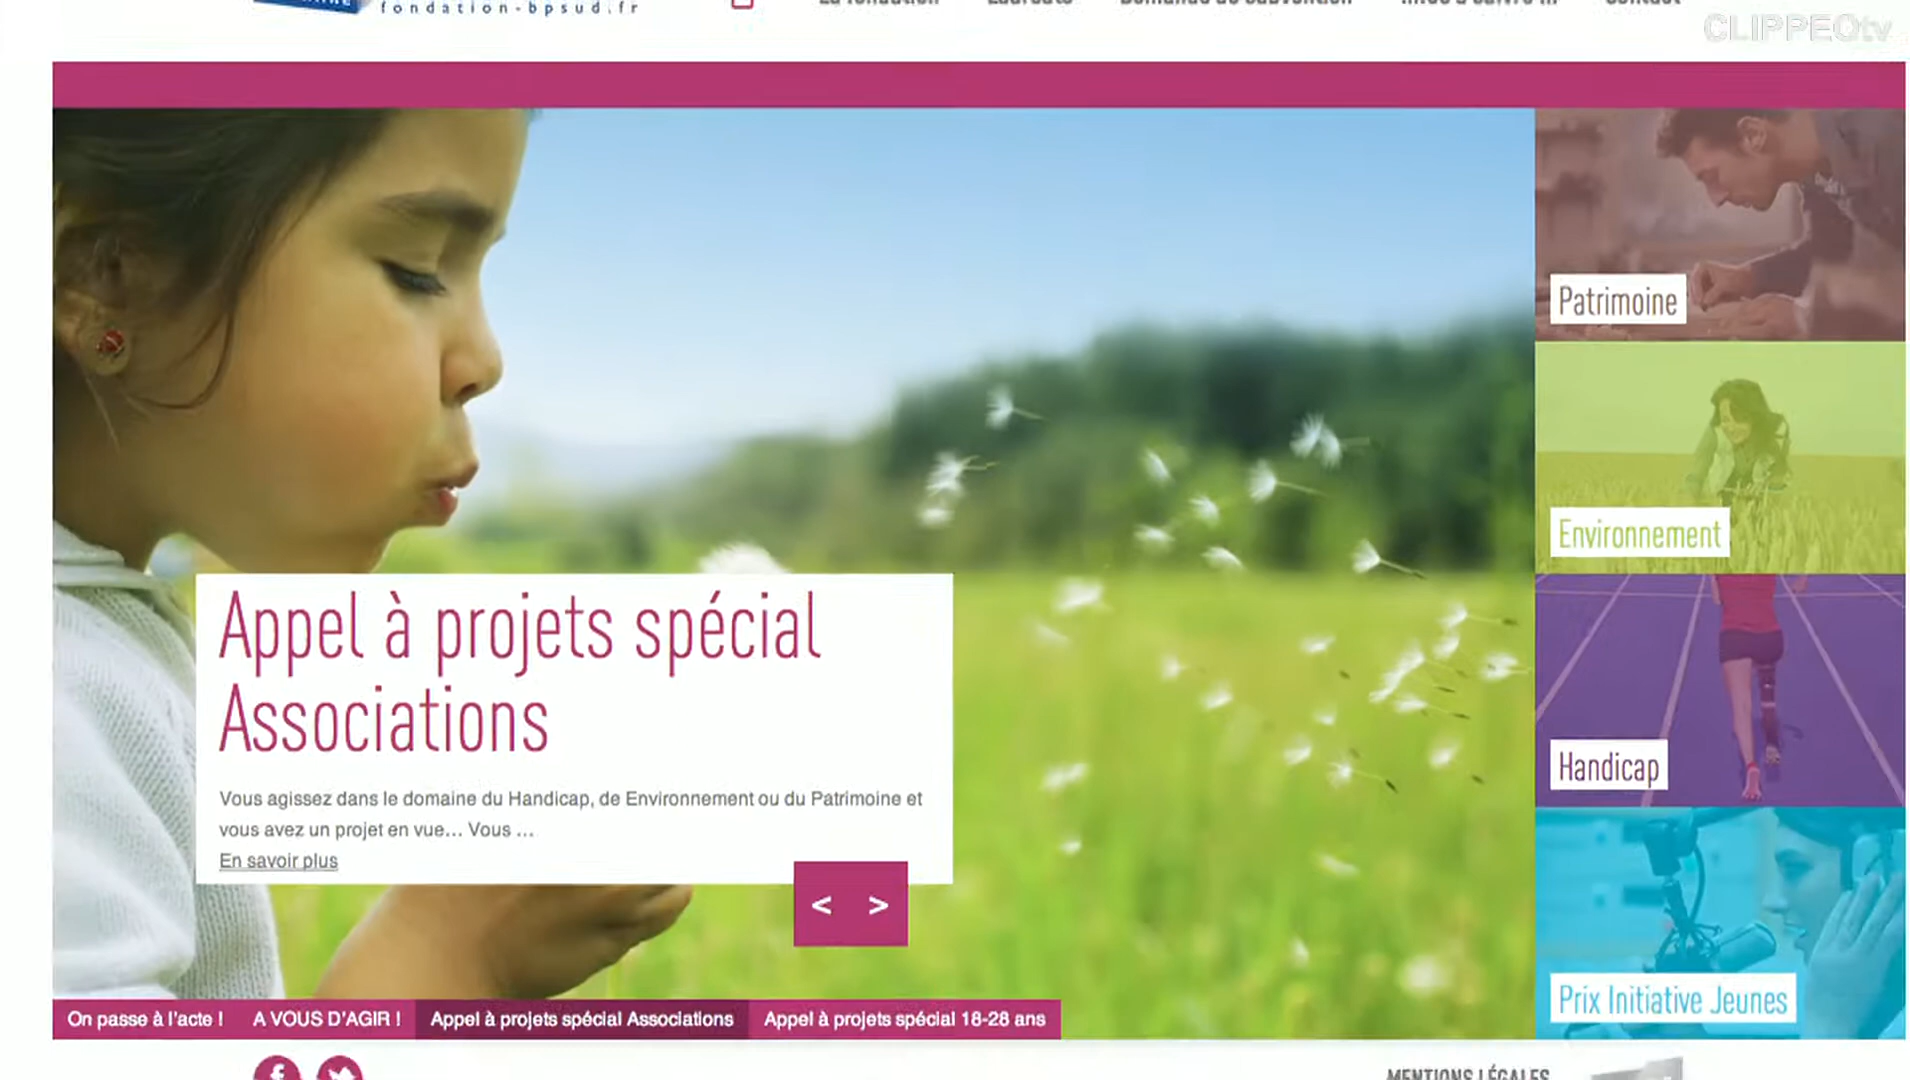 fondation-bpsud.fr
La fondation Lauréats Demande de subvention Infos à suivre ... Contact
CLIPPEOtv
Patrimoine
Environnement
Appel à projets spécial
Associations
Vous agissez dans le domaine du Handicap, de Environnement ou du Patrimoine et
vous avez un projet en vue... Vous ...
En savoir plus
< >
Handicap
Prix Initiative Jeunes
On passe à l'acte ! A VOUS D'AGIR ! Appel à projets spécial Associations Appel à projets spécial 18-28 ans
MENTIONS LÉGALES